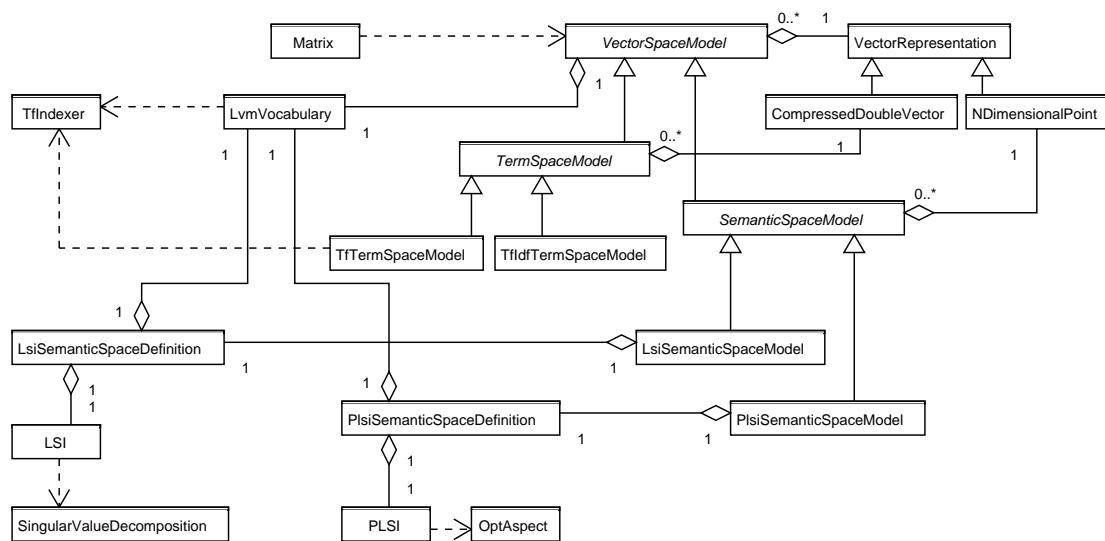 0..*
1
Matrix
VectorSpaceModel
VectorRepresentation
1
TfIndexer
LvmVocabulary
CompressedDoubleVector
NDimensionalPoint
1
0..*
1
1
1
1
TermSpaceModel
0..*
SemanticSpaceModel
TfTermSpaceModel
TfIdfTermSpaceModel
1
LsiSemanticSpaceDefinition
LsiSemanticSpaceModel
1
1
1
1
1
PlsiSemanticSpaceDefinition
PlsiSemanticSpaceModel
LSI
1
1
1
1
SingularValueDecomposition
PLSI
OptAspect